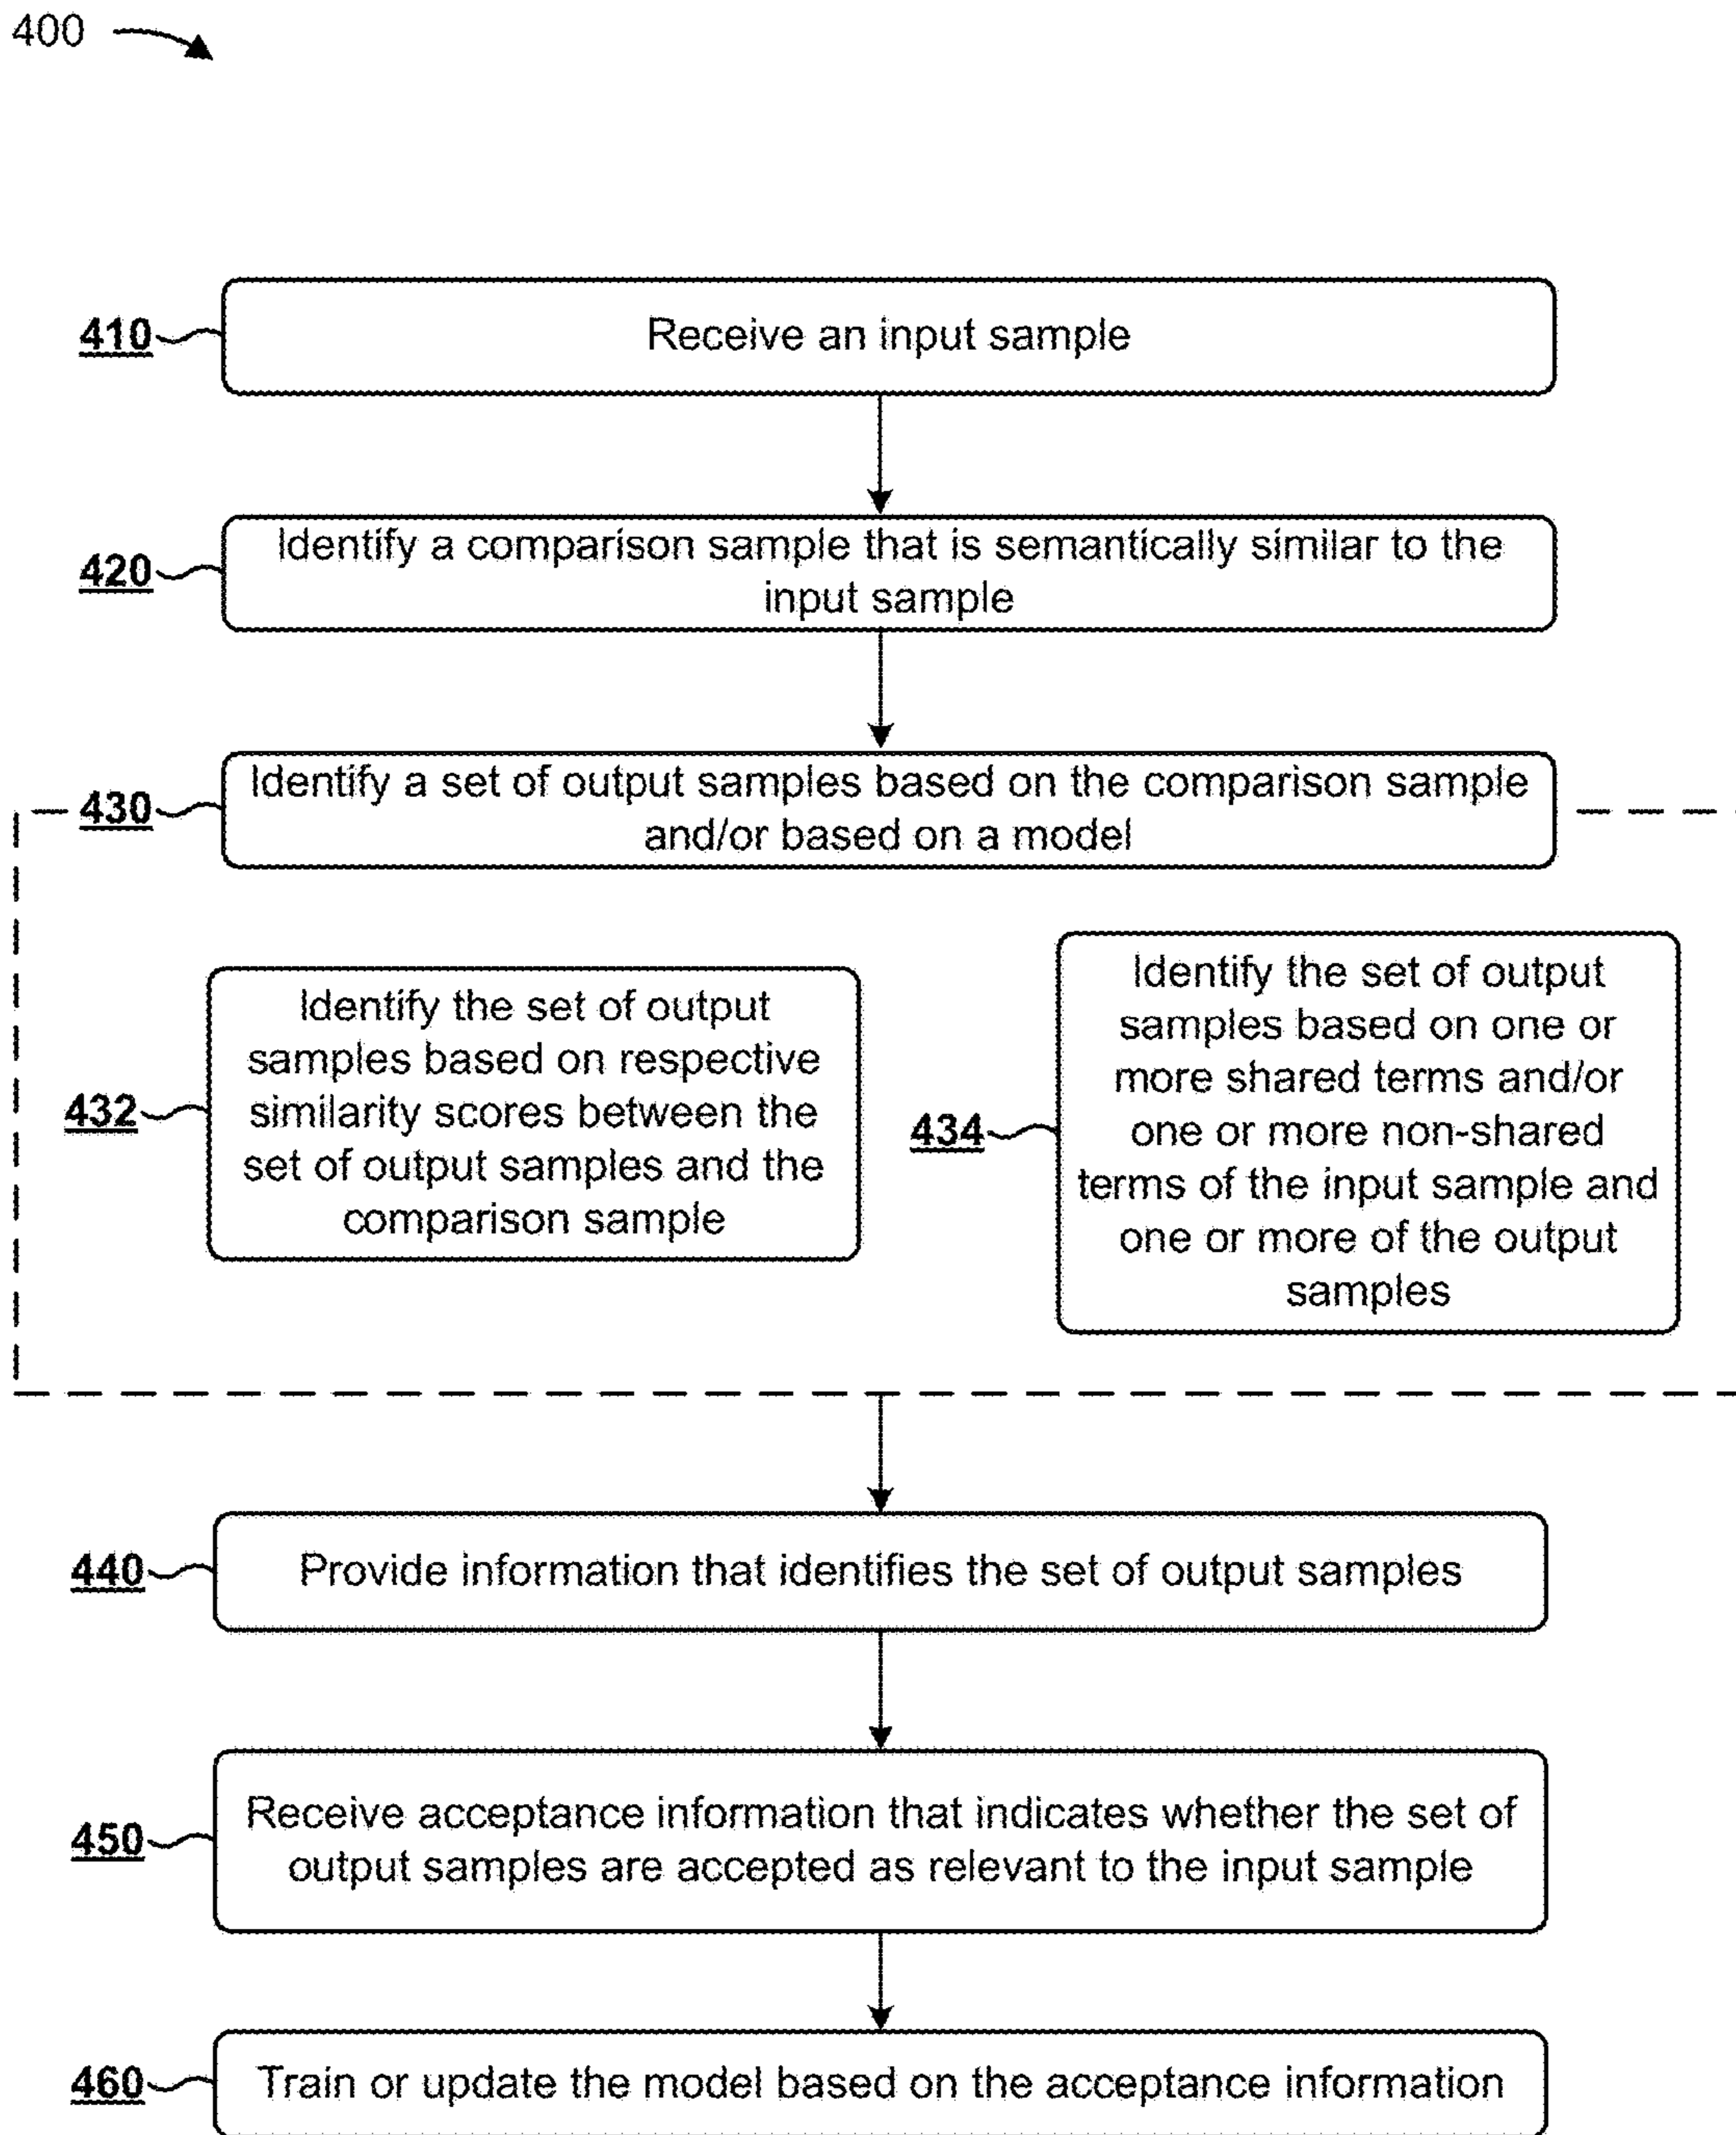 400
410
Receive an input sample
420
Identify a comparison sample that is semantically similar to the
input sample
430
Identify a set of output samples based on the comparison sample
and/or based on a model
432
Identify the set of output
samples based on respective
similarity scores between the
set of output samples and the
comparison sample
434
Identify the set of output
samples based on one or
more shared terms and/or
one or more non-shared
terms of the input sample and
one or more of the output
samples
440
Provide information that identifies the set of output samples
450
Receive acceptance information that indicates whether the set of
output samples are accepted as relevant to the input sample
460
Train or update the model based on the acceptance information